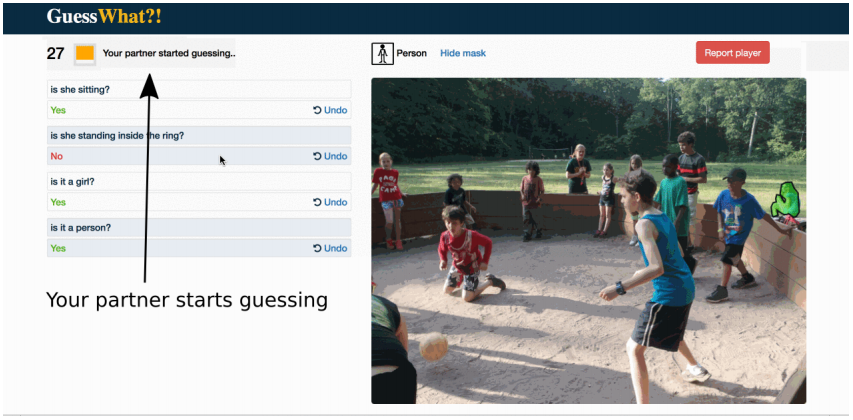 GuessWhat?!
27 Your partner started guessing..
Person Hide mask Report player
is she sitting?
Yes Undo
is she standing inside the ring?
No Undo
is it a girl?
Yes Undo
is it a person?
Yes Undo
Your partner starts guessing